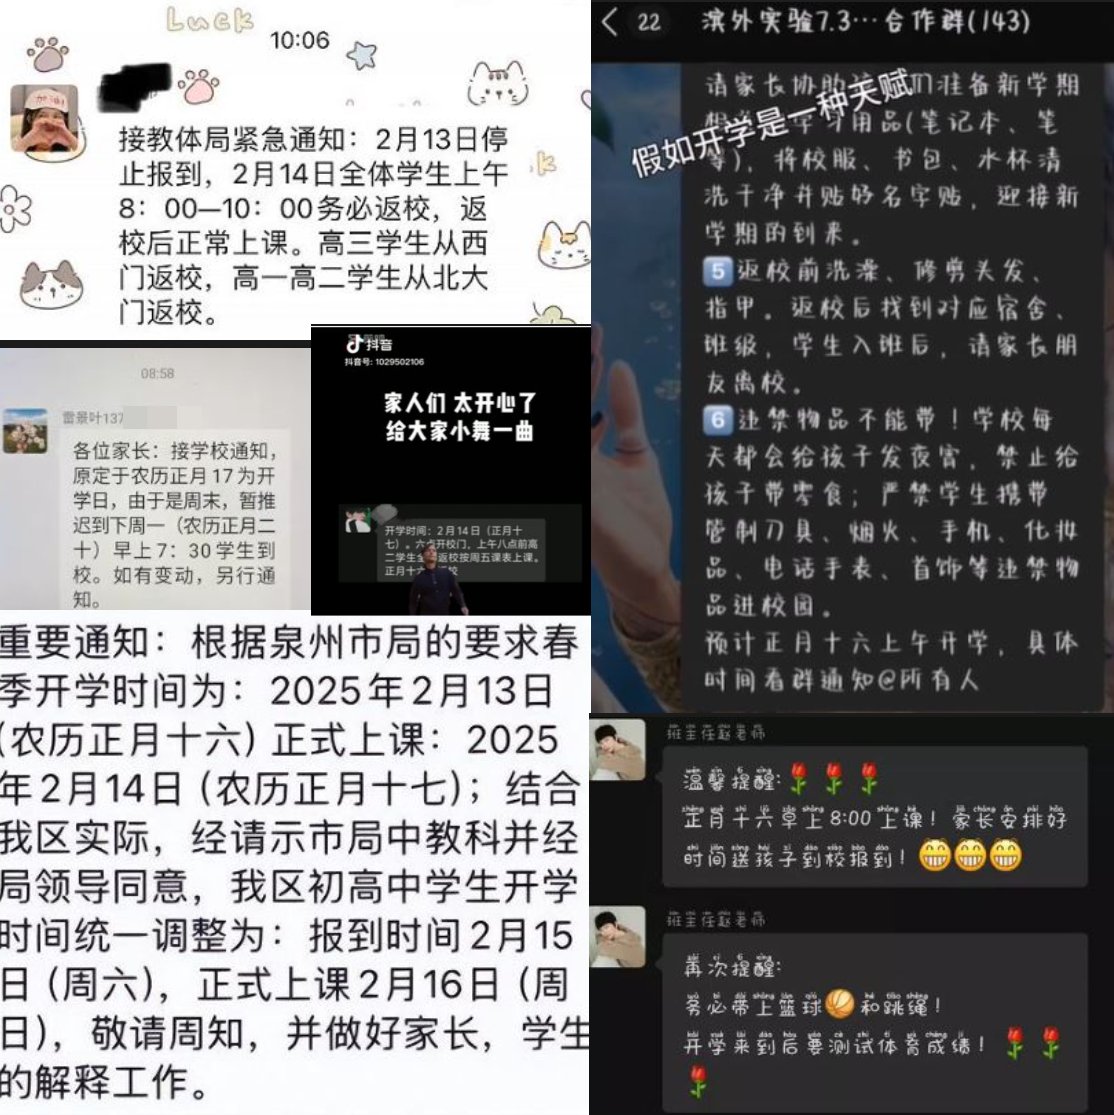 Luck
10:06
接教体局紧急通知：2月13日停
止报到，2月14日全体学生上午
8：00—10：00务必返校，返
校后正常上课。高三学生从西
门返校，高一高二学生从北大
门返校。
k
08:58
雷景叶137
各位家长：接学校通知，
原定于农历正月17为开
学日，由于是周末，暂推
迟到下周一（农历正月二
十）早上7：30学生到
校。如有变动，另行通
知。
抖音
抖音号: 1029502106
家人们 太开心了
给大家小舞一曲
开学时间：2月14日（正月十
七）。六点开校门，上午八点前高
二学生全 返校按周五课表上课。
正月十六 校
重要通知：根据泉州市局的要求春
季开学时间为：2025年2月13日
(农历正月十六) 正式上课：2025
年2月14日 (农历正月十七)；结合
我区实际，经请示市局中教科并经
局领导同意，我区初高中学生开学
时间统一调整为：报到时间2月15
日 (周六)，正式上课2月16日 (周
日)，敬请周知，并做好家长，学生
的解释工作。
22
滨外实验7.3…合作群(143)
请家长协助 们准备新学期
假如开学是一种天赋
学习用品(笔记本、笔
等)，将校服、书包、水杯清
洗干净并贴好名字贴，迎接新
学期的到来。
5 返校前洗澡、修剪头发、
指甲。返校后找到对应宿舍、
班级，学生入班后，请家长朋
友离校。
6 违禁物品不能带！学校每
天都会给孩子发夜宵，禁止给
孩子带零食；严禁学生携带
管制刀具、烟火、手机、化妆
品、电话手表、首饰等违禁物
品进校园。
预计正月十六上午开学，具体
时间看群通知@所有人
班主任赵老师
温馨提醒:🌹🌹🌹
正月十六早上8:00上课！家长安排好
时间送孩子到校报到！😁😁😁
班主任赵老师
再次提醒:
务必带上篮球🏀和跳绳！
开学来到后要测试体育成绩！🌹🌹
🌹